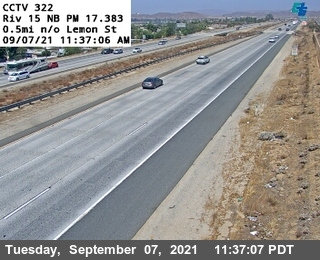 CCTV 322
Riv 15 NB PM 17.383
0.5mi n/o Lemon St
09/07/21 11:37:06 AM
Tuesday, September 07, 2021 11:37:07 PDT